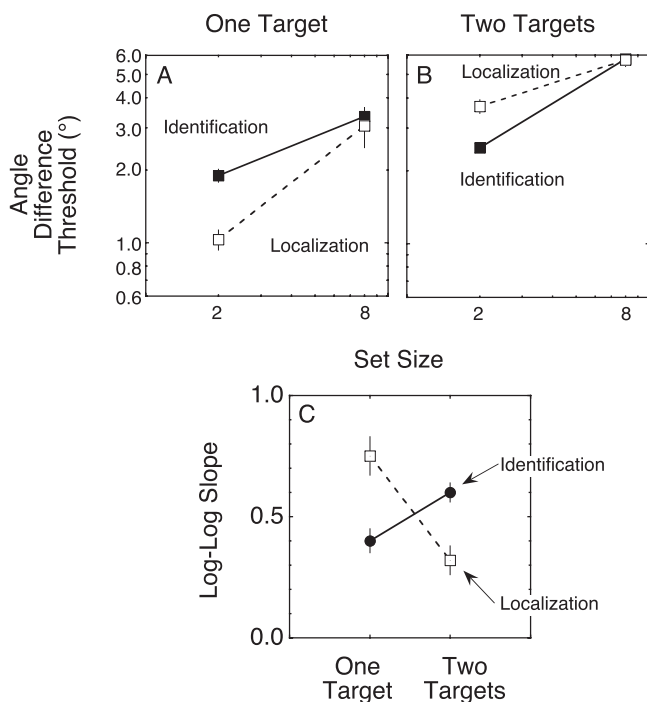 One Target
Two Targets
Angle
Difference
Threshold (°)
6.0
5.0
4.0
3.0
2.0
1.0
0.8
0.6
A
Identification
Localization
2
8
B
Localization
Identification
2
8
Set Size
Log-Log Slope
1.0
0.5
0.0
C
Identification
Localization
One
Target
Two
Targets